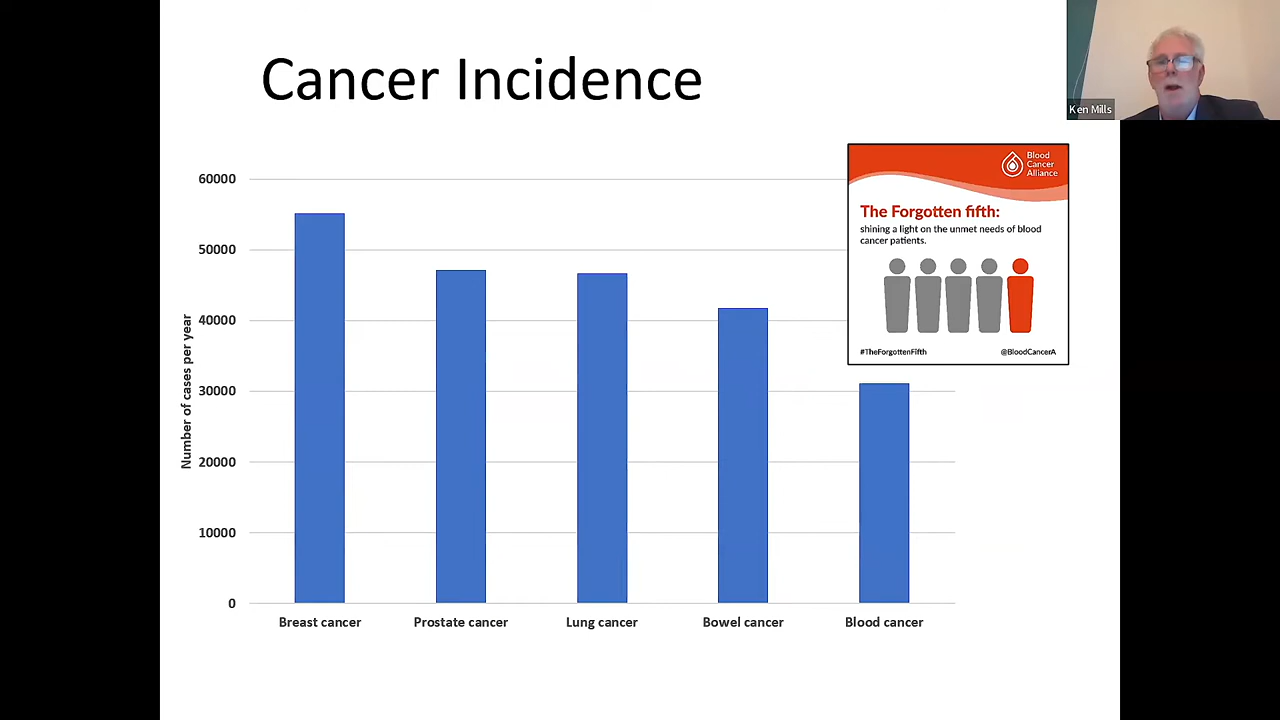 Cancer Incidence
Ken Mills
Blood
Cancer
Alliance
The Forgotten fifth:
shining a light on the unmet needs of blood
cancer patients.
#TheForgottenFifth
@BloodCancerA
Number of cases per year
60000
50000
40000
30000
20000
10000
0
Breast cancer
Prostate cancer
Lung cancer
Bowel cancer
Blood cancer